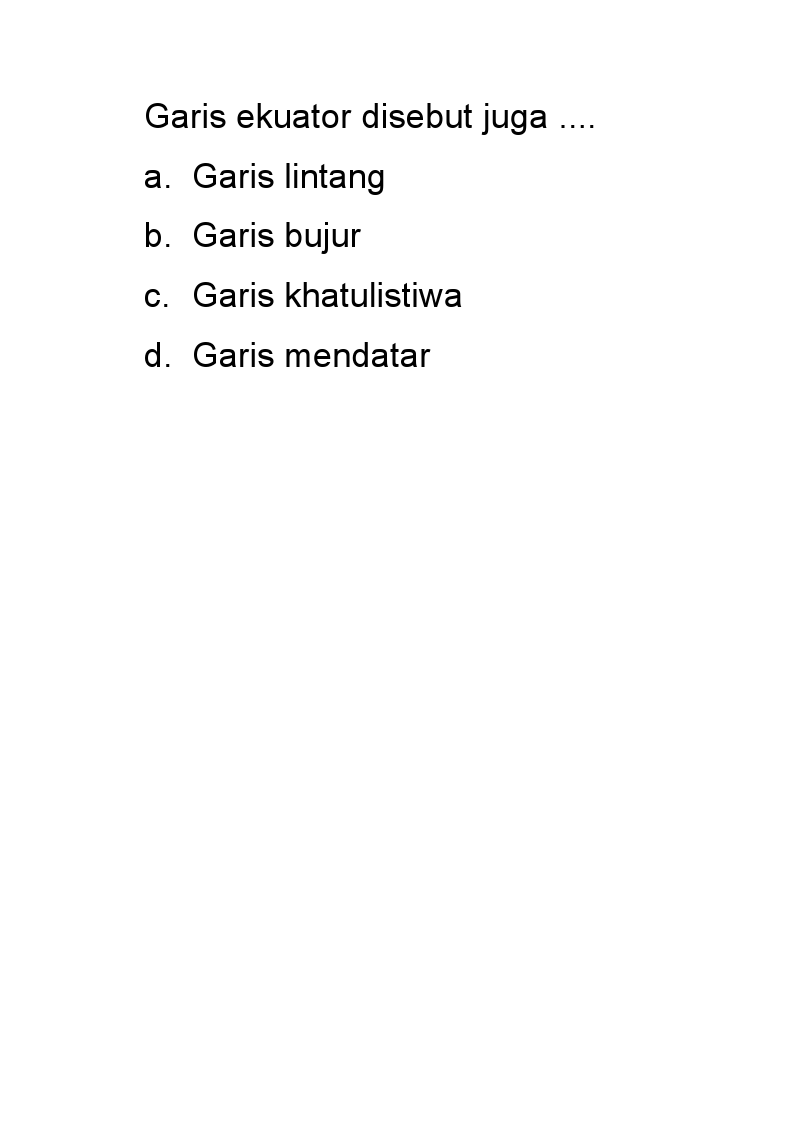 Garis ekuator disebut juga ....
a. Garis lintang
b. Garis bujur
c. Garis khatulistiwa
d. Garis mendatar